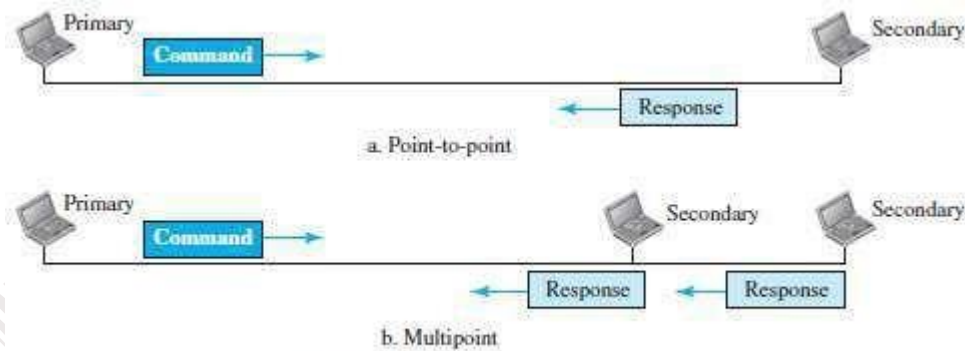 Primary
Secondary
Command
Response
a. Point-to-point
Primary
Secondary
Secondary
Command
Response
Response
b. Multipoint